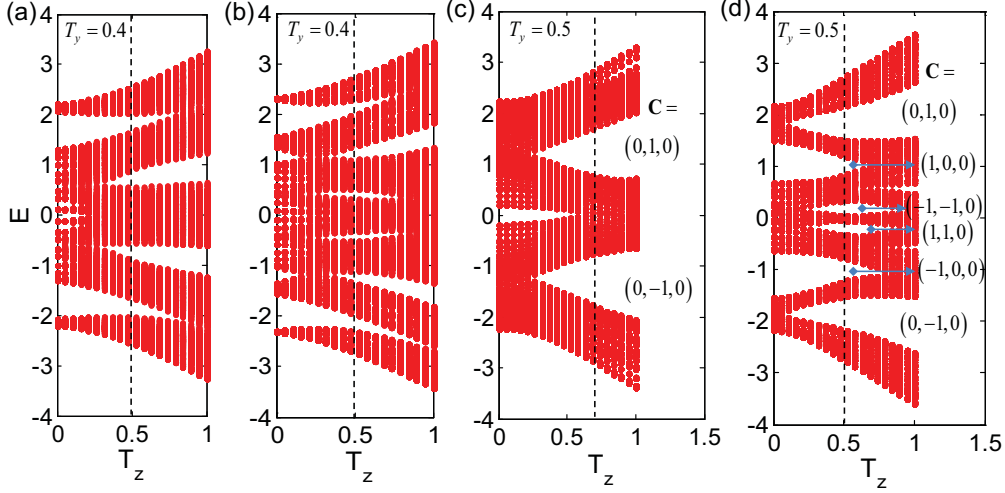 (a) (b) (c) (d)
T_y = 0.4
T_y = 0.4
T_y = 0.5
T_y = 0.5
4 3 2 1 0 -1 -2 -3 -4
E
0 0.5 1
T_z
4 3 2 1 0 -1 -2 -3 -4
0 0.5 1
T_z
4 3 2 1 0 -1 -2 -3 -4
C =
(0,1,0)
(0,-1,0)
0 0.5 1 1.5
T_z
4 3 2 1 0 -1 -2 -3 -4
C =
(0,1,0)
(1,0,0)
(-1,-1,0)
(1,1,0)
(-1,0,0)
(0,-1,0)
0 0.5 1 1.5
T_z